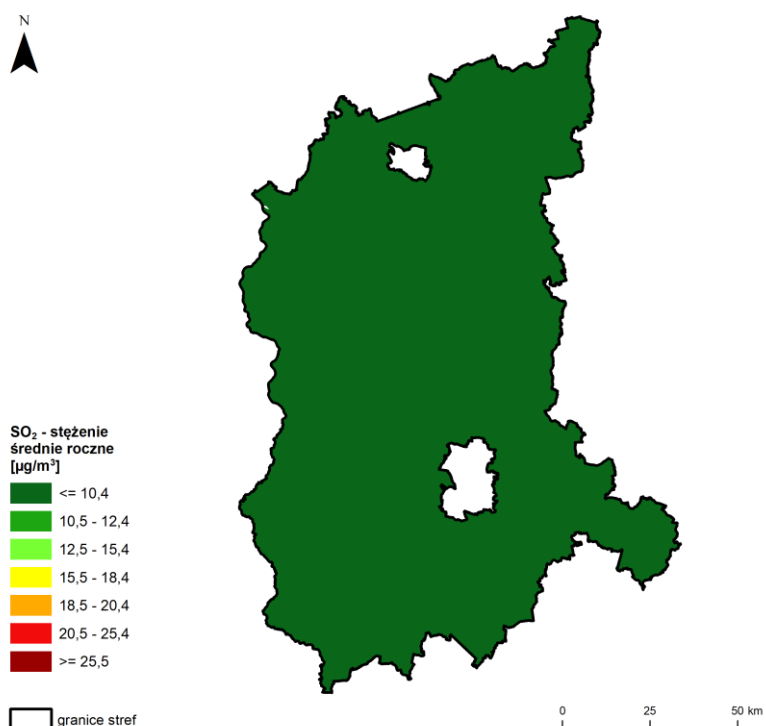 N
SO₂ - stężenie
średnie roczne
[µg/m³]
<= 10,4
10,5 - 12,4
12,5 - 15,4
15,5 - 18,4
18,5 - 20,4
20,5 - 25,4
>= 25,5
granice stref
0 25 50 km